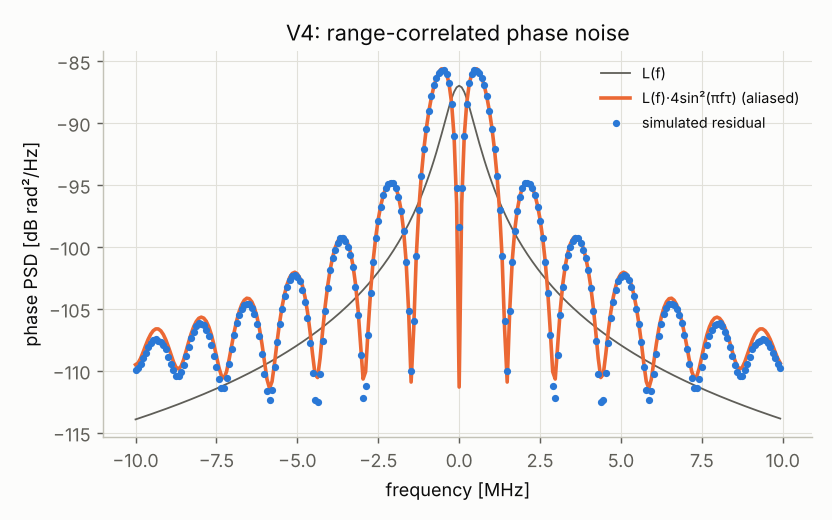 V4: range-correlated phase noise
L(f)
L(f)·4sin²(πfτ) (aliased)
simulated residual
phase PSD [dB rad²/Hz]
−85
−90
−95
−100
−105
−110
−115
−10.0 −7.5 −5.0 −2.5 0.0 2.5 5.0 7.5 10.0
frequency [MHz]